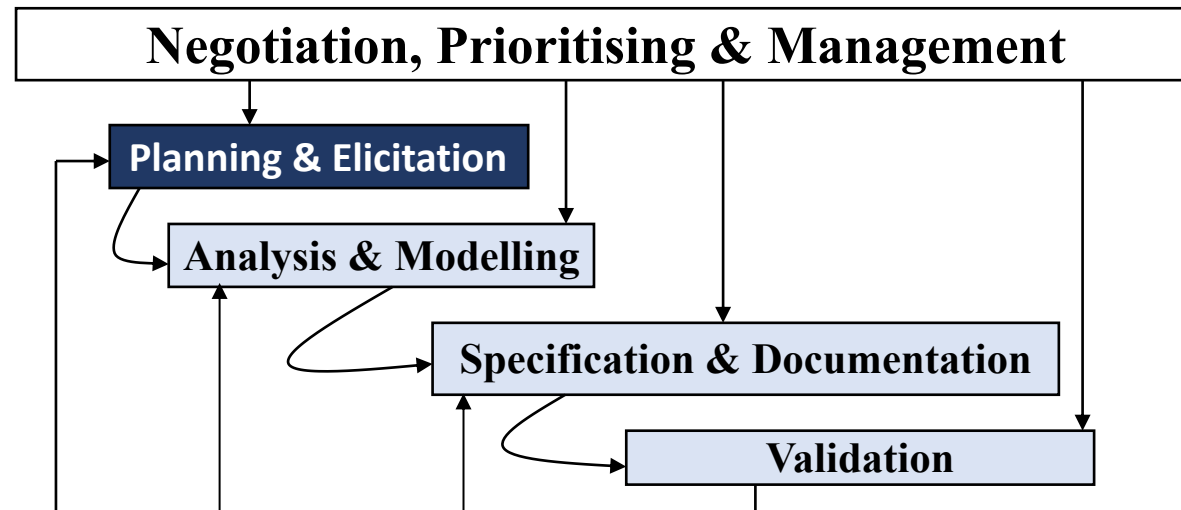 Negotiation, Prioritising & Management
Planning & Elicitation
Analysis & Modelling
Specification & Documentation
Validation